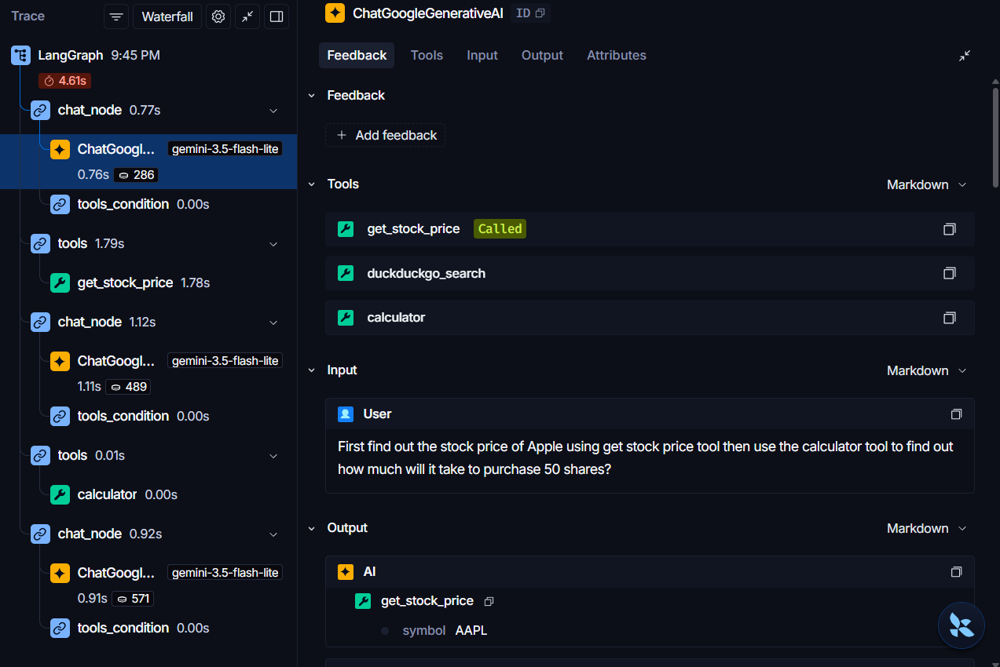 Trace
Waterfall
LangGraph 9:45 PM
4.61s
chat_node 0.77s
ChatGoogl... gemini-3.5-flash-lite
0.76s 286
tools_condition 0.00s
tools 1.79s
get_stock_price 1.78s
chat_node 1.12s
ChatGoogl... gemini-3.5-flash-lite
1.11s 489
tools_condition 0.00s
tools 0.01s
calculator 0.00s
chat_node 0.92s
ChatGoogl... gemini-3.5-flash-lite
0.91s 571
tools_condition 0.00s
ChatGoogleGenerativeAI ID
Feedback Tools Input Output Attributes
Feedback
+ Add feedback
Tools Markdown
get_stock_price Called
duckduckgo_search
calculator
Input Markdown
User
First find out the stock price of Apple using get stock price tool then use the calculator tool to find out
how much will it take to purchase 50 shares?
Output Markdown
AI
get_stock_price
symbol AAPL